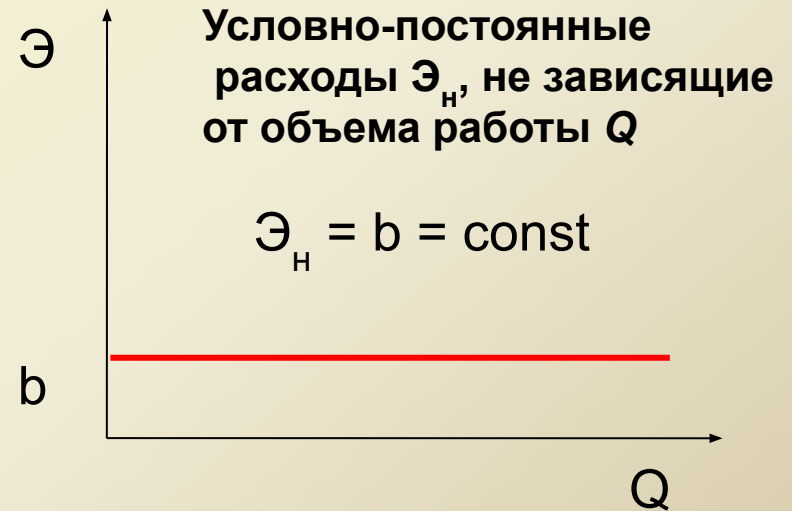 Э
Условно-постоянные
расходы Эн, не зависящие
от объема работы Q
Эн = b = const
b
Q